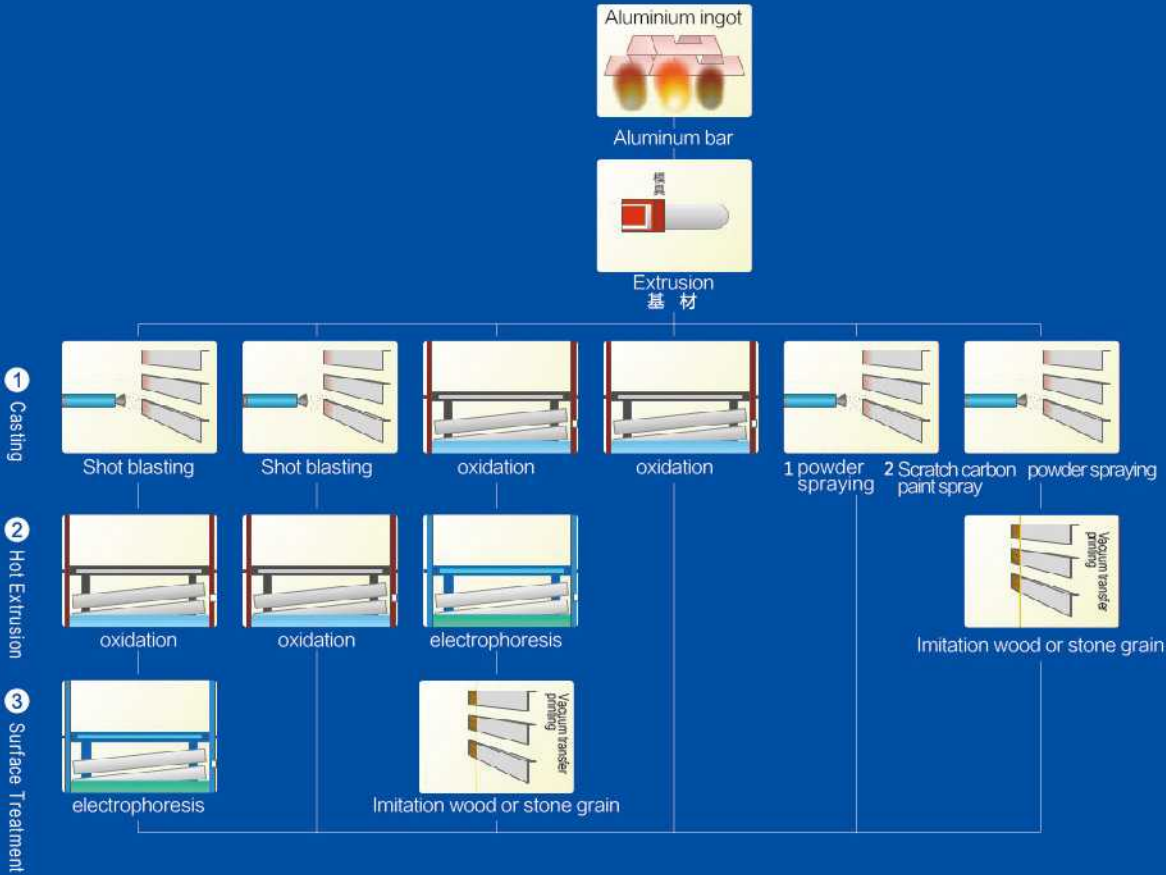 Aluminium ingot
Aluminum bar
模具
Extrusion
基 材
1 Casting
Shot blasting
Shot blasting
oxidation
oxidation
1 powder
spraying
2 Scratch carbon
paint spray
powder spraying
2 Hot Extrusion
oxidation
oxidation
electrophoresis
Vacuum transfer
printing
Imitation wood or stone grain
3 Surface Treatment
electrophoresis
Vacuum transfer
printing
Imitation wood or stone grain